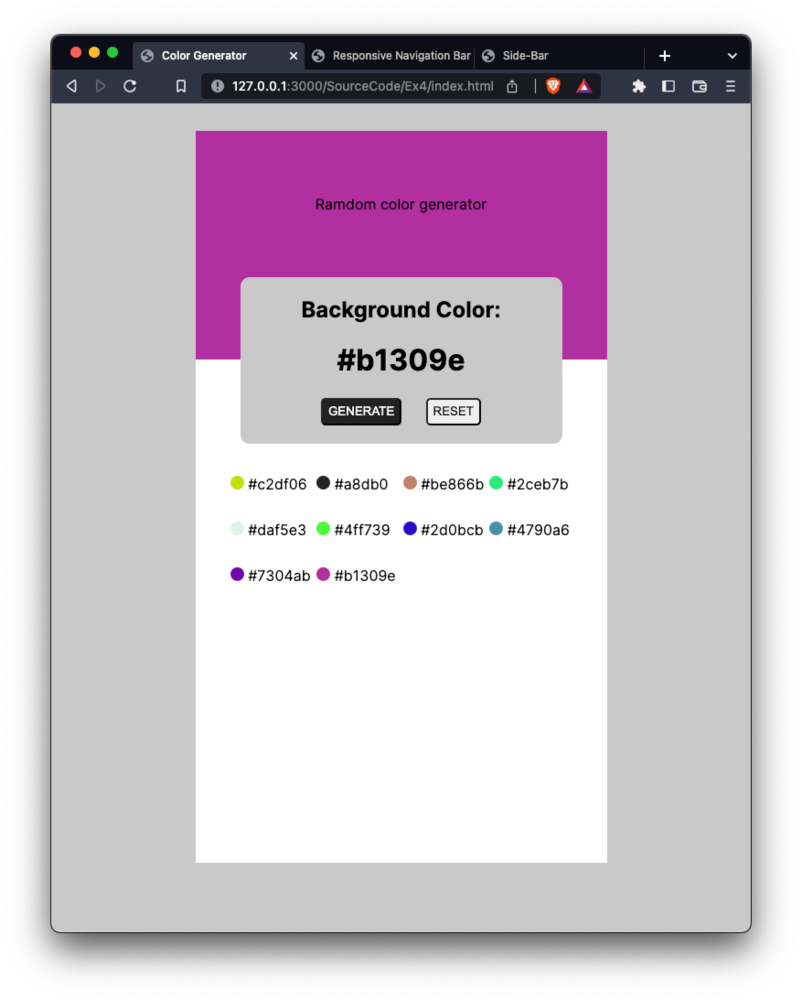 Color Generator
Responsive Navigation Bar
Side-Bar
127.0.0.1:3000/SourceCode/Ex4/index.html
Ramdom color generator
Background Color:
#b1309e
GENERATE RESET
#c2df06 #a8db0 #be866b #2ceb7b
#daf5e3 #4ff739 #2d0bcb #4790a6
#7304ab #b1309e